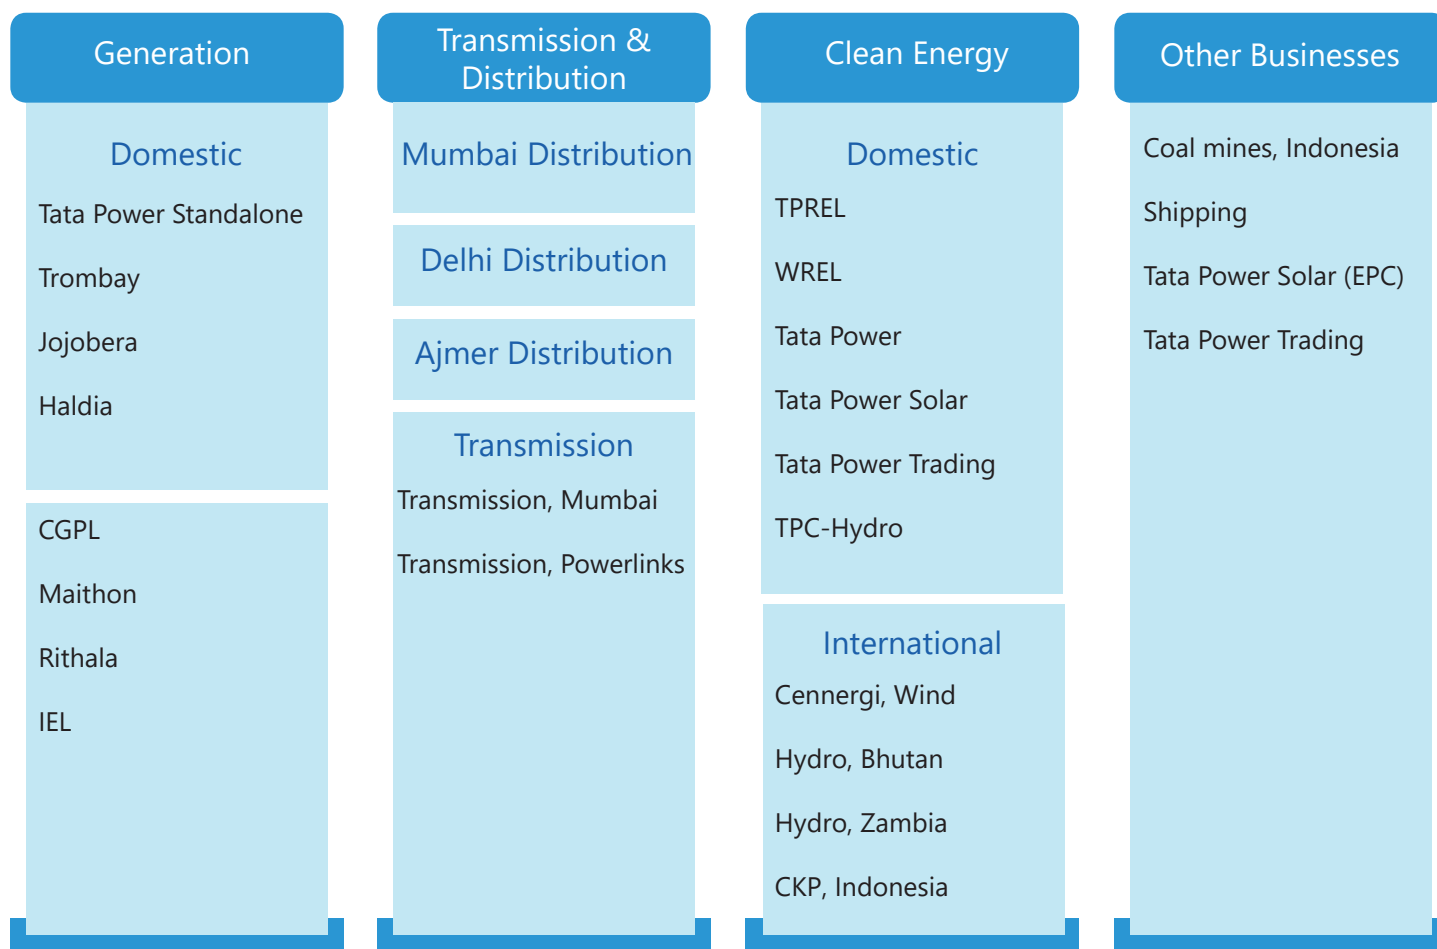 Generation
Domestic
Tata Power Standalone
Trombay
Jojobera
Haldia
CGPL
Maithon
Rithala
IEL
Transmission &
Distribution
Mumbai Distribution
Delhi Distribution
Ajmer Distribution
Transmission
Transmission, Mumbai
Transmission, Powerlinks
Clean Energy
Domestic
TPREL
WREL
Tata Power
Tata Power Solar
Tata Power Trading
TPC-Hydro
International
Cennergi, Wind
Hydro, Bhutan
Hydro, Zambia
CKP, Indonesia
Other Businesses
Coal mines, Indonesia
Shipping
Tata Power Solar (EPC)
Tata Power Trading